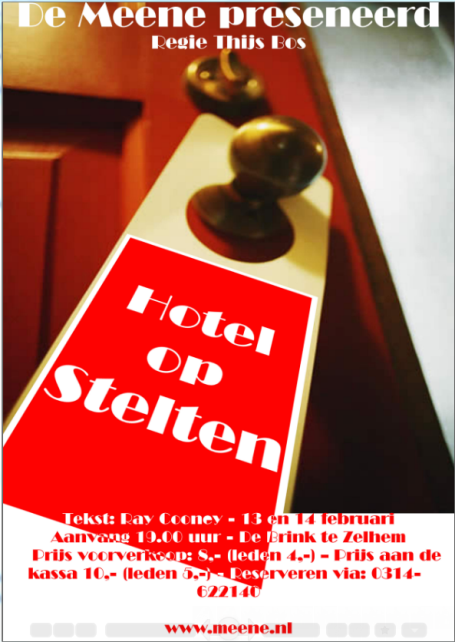 De Meene preseneerd
Regie Thijs Bos
Hotel
op
Stelten
Tekst: Ray Cooney - 13 en 14 februari
Aanvang 19.00 uur - De Brink te Zelhem
Prijs voorverkoop: 8,- (leden 4,-) - Prijs aan de
kassa 10,- (leden 5,-) - Reserveren via: 0314-
622140
www.meene.nl